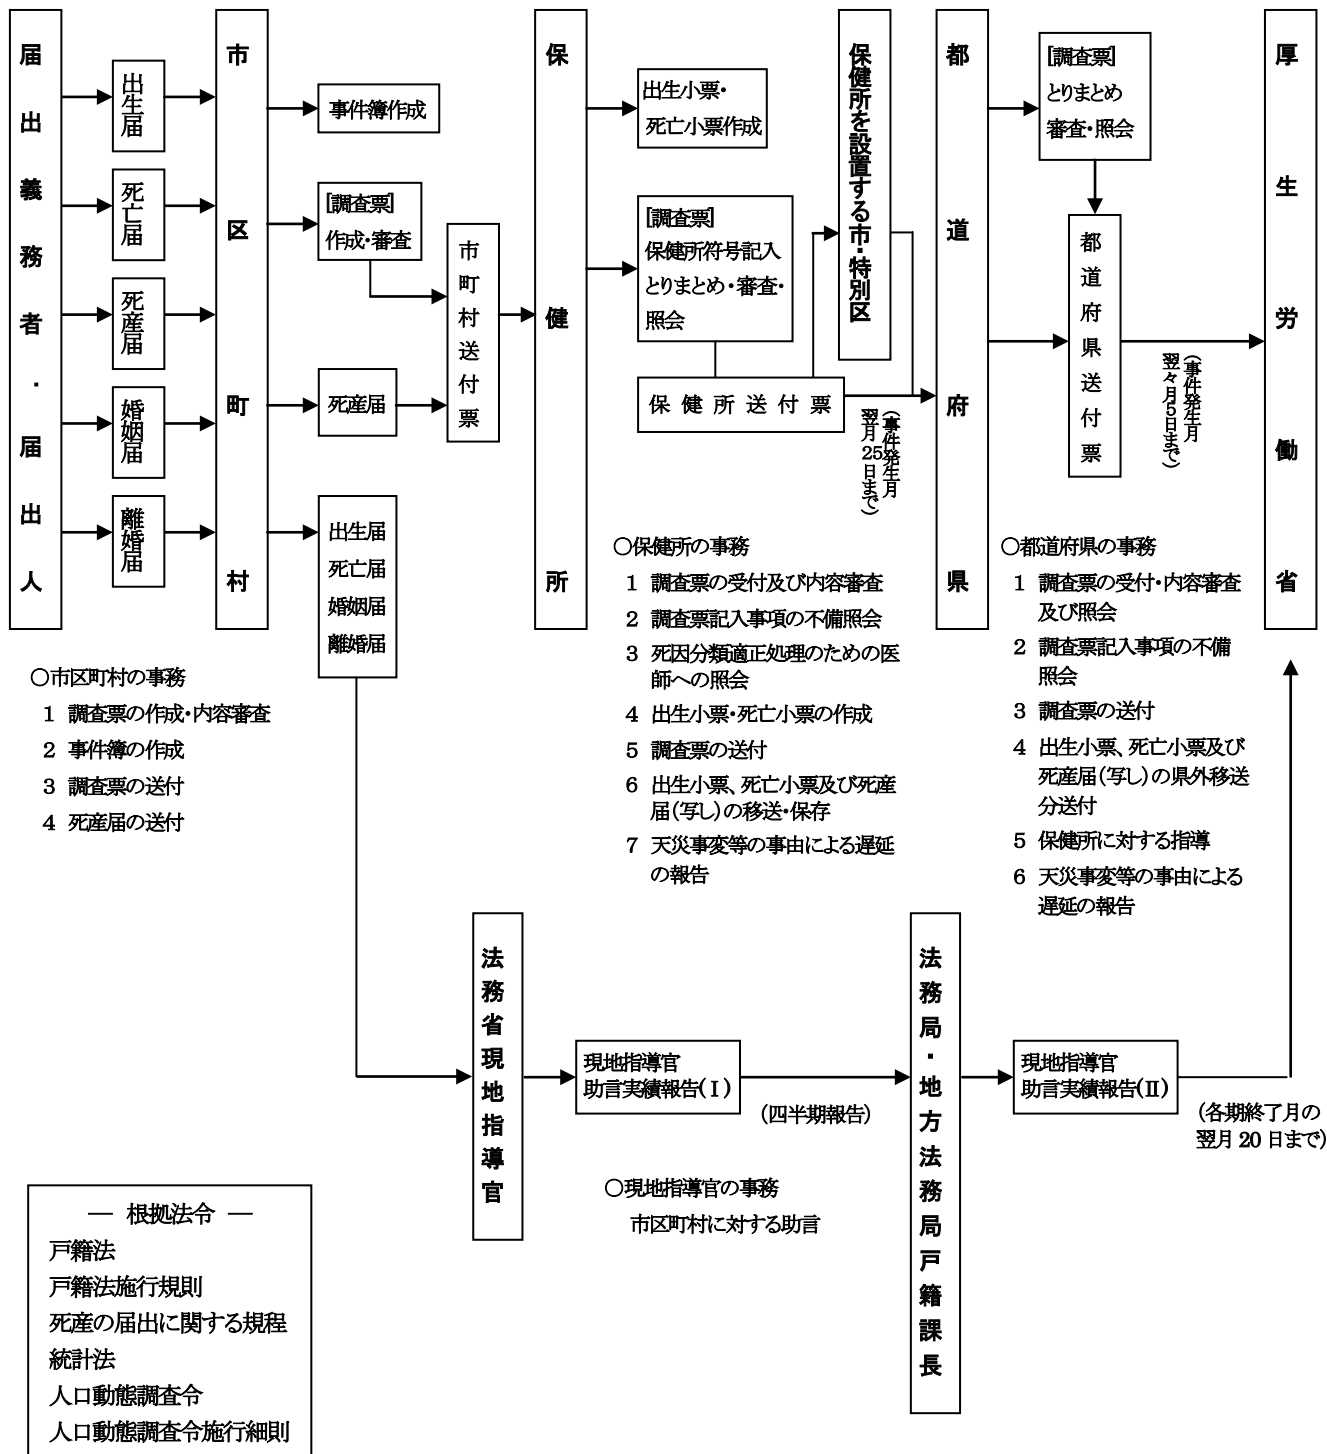 届出義務者・届出人
出生届
死亡届
死産届
婚姻届
離婚届
市区町村
事件簿作成
[調査票]
作成・審査
死産届
出生届
死亡届
婚姻届
離婚届
市町村送付票
保健所
出生小票・
死亡小票作成
[調査票]
保健所符号記入
とりまとめ・審査・
照会
保健所送付票
保健所を設置する市・特別区
(事件発生月
翌月25日まで)
都道府県
[調査票]
とりまとめ
審査・照会
都道府県送付票
(事件発生月
翌々月5日まで)
厚生労働省
○市区町村の事務
1 調査票の作成・内容審査
2 事件簿の作成
3 調査票の送付
4 死産届の送付
○保健所の事務
1 調査票の受付及び内容審査
2 調査票記入事項の不備照会
3 死因分類適正処理のための医
師への照会
4 出生小票・死亡小票の作成
5 調査票の送付
6 出生小票、死亡小票及び死産
届(写し)の移送・保存
7 天災事変等の事由による遅延
の報告
○都道府県の事務
1 調査票の受付・内容審査
及び照会
2 調査票記入事項の不備
照会
3 調査票の送付
4 出生小票、死亡小票及び
死産届(写し)の県外移送
分送付
5 保健所に対する指導
6 天災事変等の事由による
遅延の報告
法務省現地指導官
現地指導官
助言実績報告(Ⅰ)
(四半期報告)
法務局・地方法務局戸籍課長
現地指導官
助言実績報告(Ⅱ)
(各期終了月の
翌月20日まで)
○現地指導官の事務
市区町村に対する助言
― 根拠法令 ―
戸籍法
戸籍法施行規則
死産の届出に関する規程
統計法
人口動態調査令
人口動態調査令施行細則